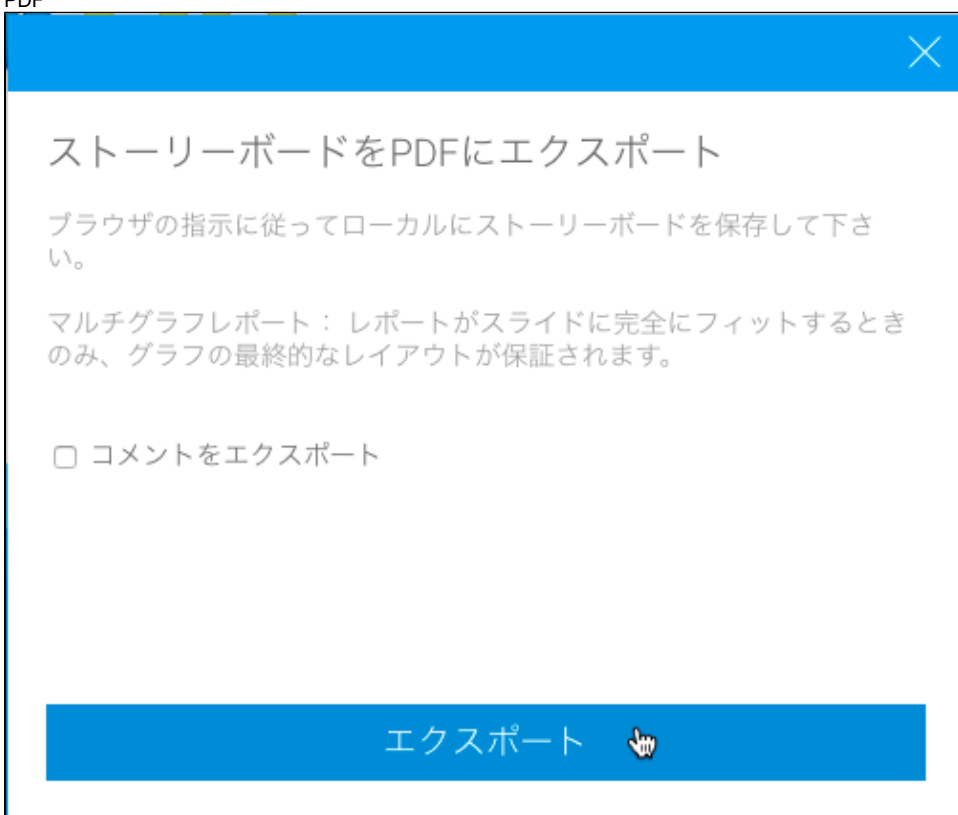 PDF
ストーリーボードをPDFにエクスポート
ブラウザの指示に従ってローカルにストーリーボードを保存して下さ
い。
マルチグラフレポート： レポートがスライドに完全にフィットするとき
のみ、グラフの最終的なレイアウトが保証されます。
コメントをエクスポート
エクスポート